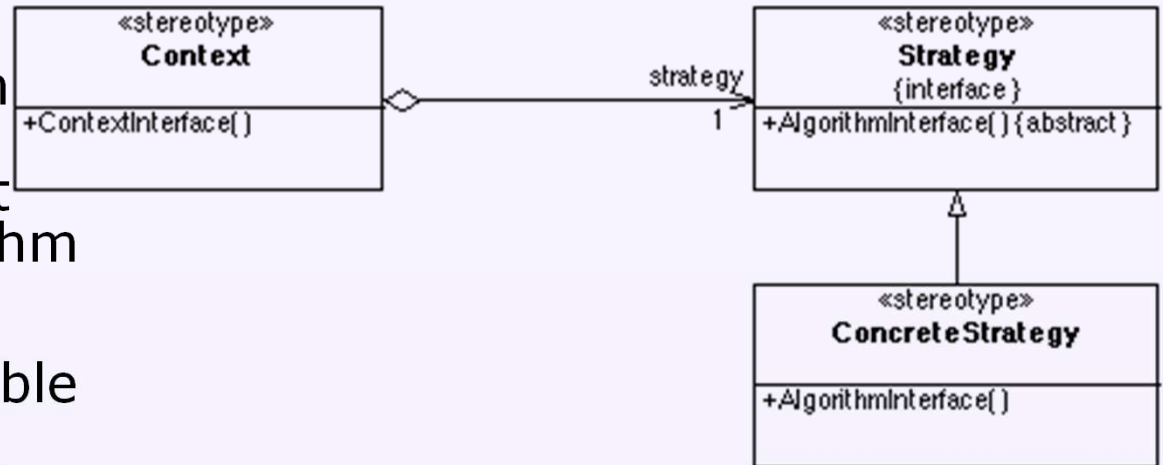 «stereotype»
Context
+ContextInterface()
strategy
1
«stereotype»
Strategy
{interface}
+AlgorithmInterface(){abstract}
«stereotype»
ConcreteStrategy
+AlgorithmInterface()
t
hm
ble